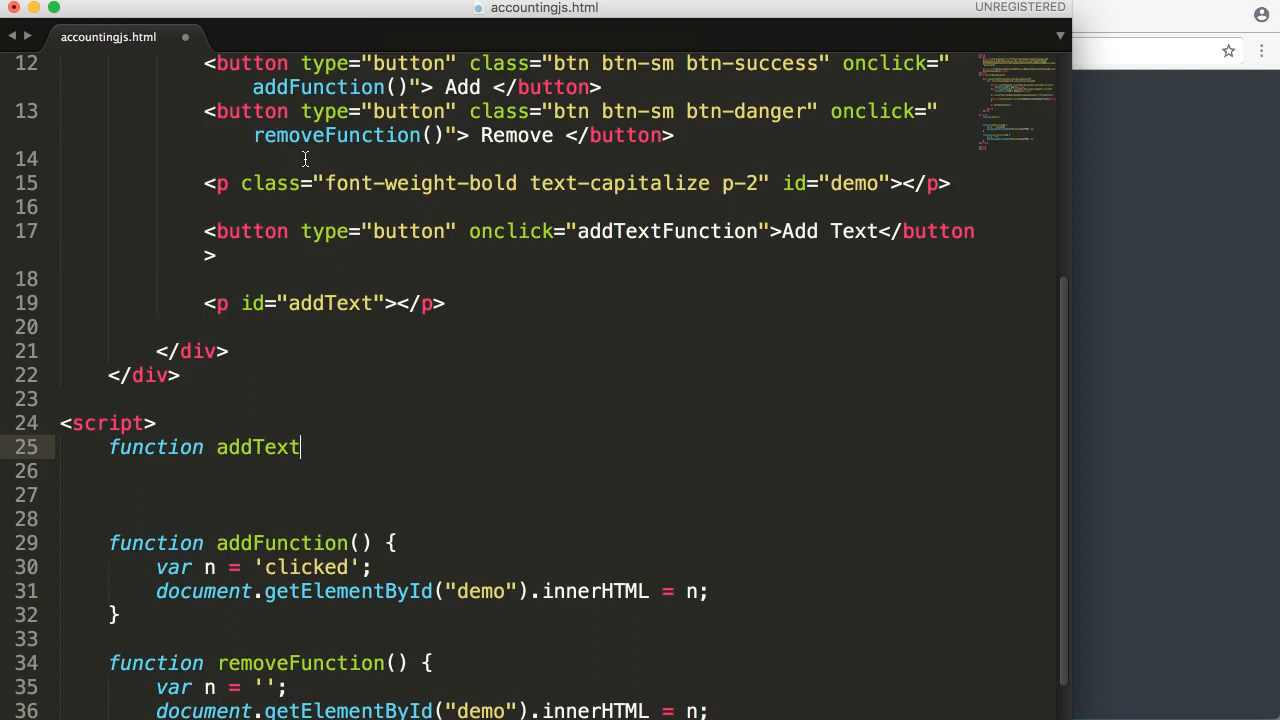 accountingjs.html
UNREGISTERED
accountingjs.html
12 <button type="button" class="btn btn-sm btn-success" onclick="
addFunction()"> Add </button>
13 <button type="button" class="btn btn-sm btn-danger" onclick="
removeFunction()"> Remove </button>
14
15 <p class="font-weight-bold text-capitalize p-2" id="demo"></p>
16
17 <button type="button" onclick="addTextFunction">Add Text</button
>
18
19 <p id="addText"></p>
20
21 </div>
22 </div>
23
24 <script>
25 function addText
26
27
28
29 function addFunction() {
30 var n = 'clicked';
31 document.getElementById("demo").innerHTML = n;
32 }
33
34 function removeFunction() {
35 var n = '';
36 document.getElementById("demo").innerHTML = n;